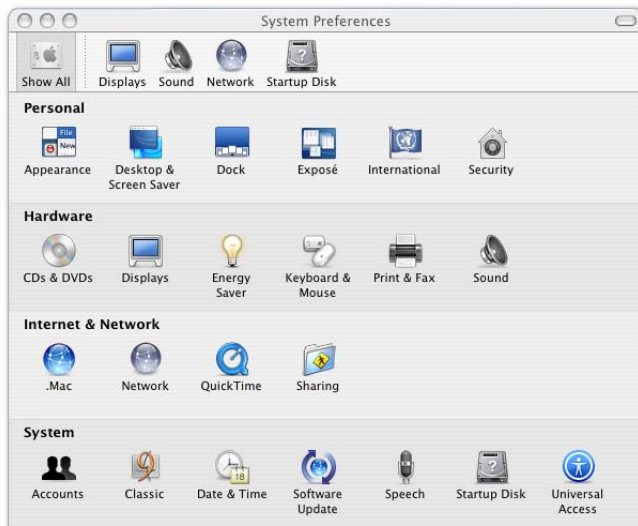 System Preferences
Show All Displays Sound Network Startup Disk
Personal
File
New
Appearance Desktop & Screen Saver Dock Exposé International Security
Hardware
CDs & DVDs Displays Energy Saver Keyboard & Mouse Print & Fax Sound
Internet & Network
.Mac Network QuickTime Sharing
System
9
18
Accounts Classic Date & Time Software Update Speech Startup Disk Universal Access